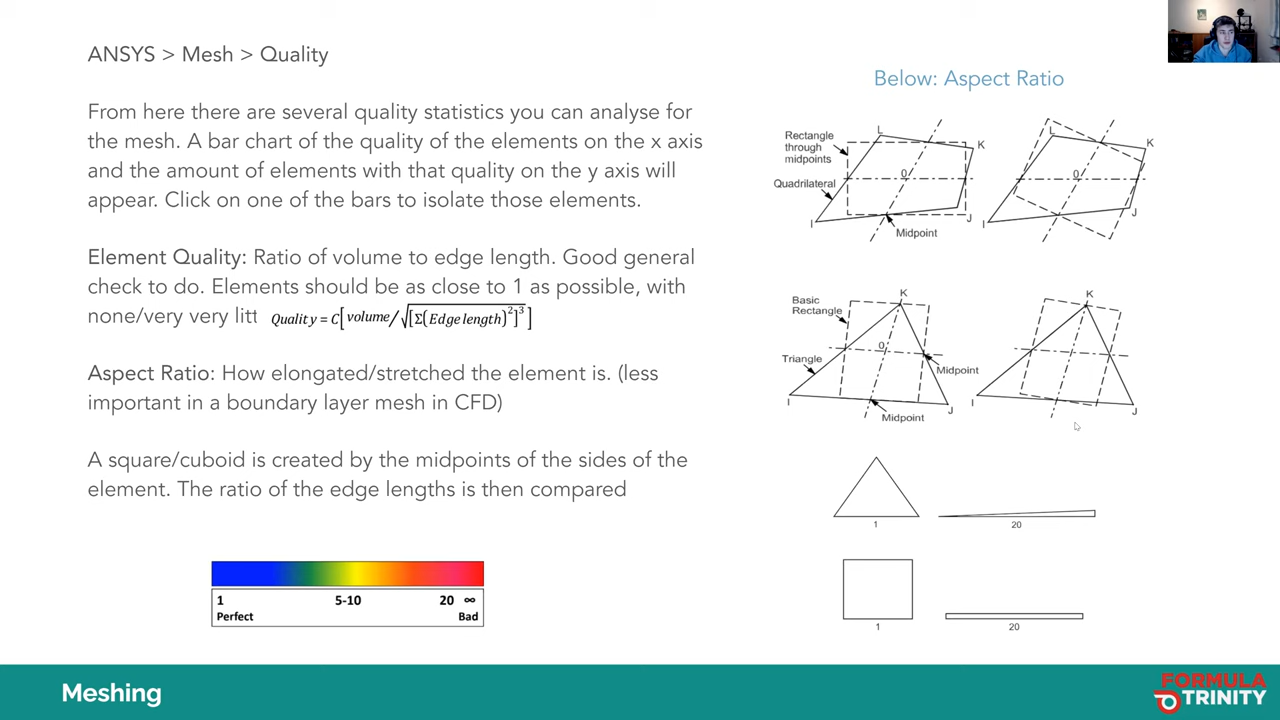 ANSYS > Mesh > Quality
From here there are several quality statistics you can analyse for
the mesh. A bar chart of the quality of the elements on the x axis
and the amount of elements with that quality on the y axis will
appear. Click on one of the bars to isolate those elements.
Element Quality: Ratio of volume to edge length. Good general
check to do. Elements should be as close to 1 as possible, with
none/very very litt
Quality = C[volume/√[Σ(Edge length)²]³]
Aspect Ratio: How elongated/stretched the element is. (less
important in a boundary layer mesh in CFD)
A square/cuboid is created by the midpoints of the sides of the
element. The ratio of the edge lengths is then compared
1 5-10 20 ∞
Perfect Bad
Below: Aspect Ratio
L
K
Rectangle
through
midpoints
Quadrilateral
0
I
J
Midpoint
L
K
0
I
J
K
Basic
Rectangle
0
Triangle
Midpoint
I
J
Midpoint
K
I
J
1
20
1
20
Meshing
FORMULA
TRINITY